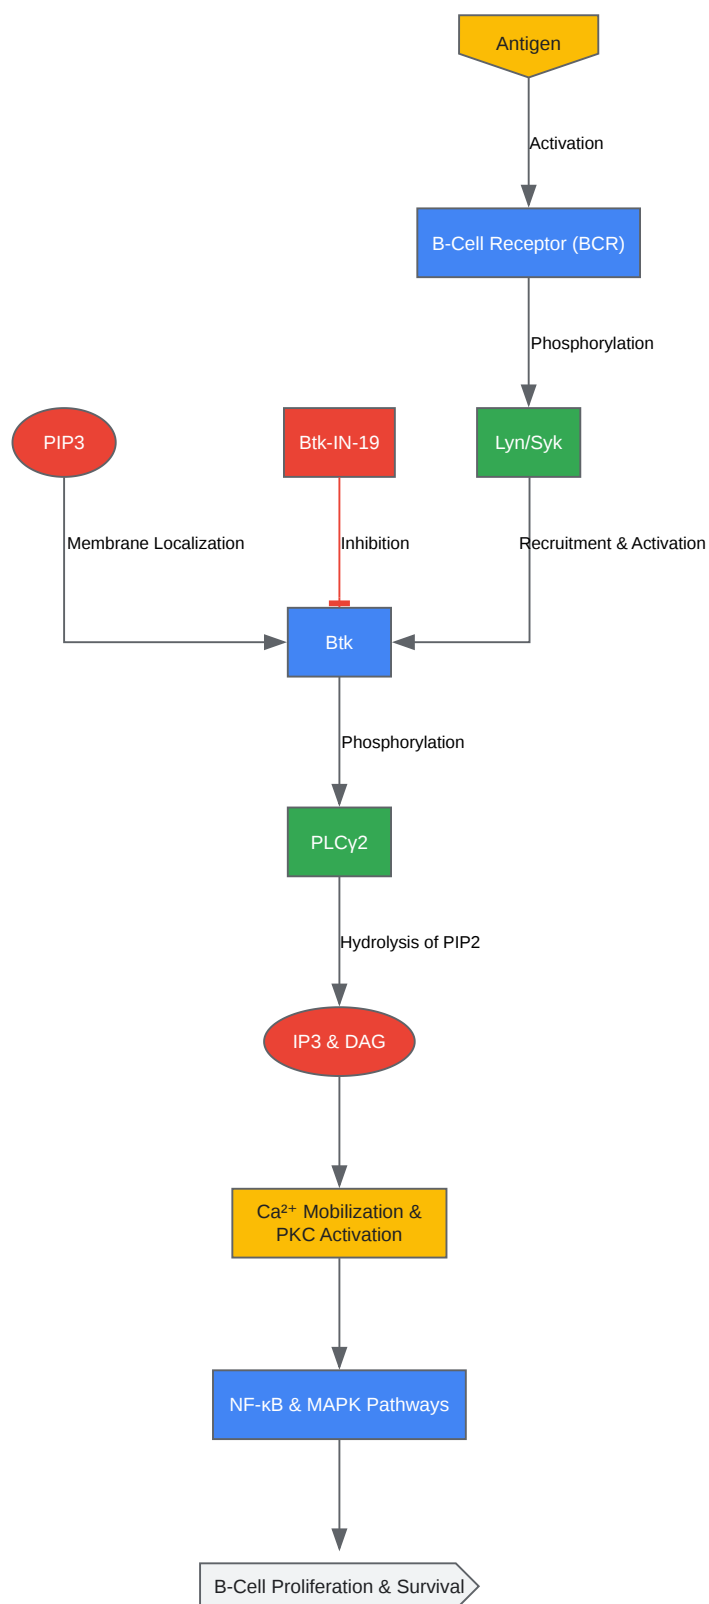 Antigen
Activation
B-Cell Receptor (BCR)
Phosphorylation
PIP3
Btk-IN-19
Lyn/Syk
Membrane Localization
Inhibition
Recruitment & Activation
Btk
Phosphorylation
PLCγ2
Hydrolysis of PIP2
IP3 & DAG
Ca²⁺ Mobilization &
PKC Activation
NF-κB & MAPK Pathways
B-Cell Proliferation & Survival